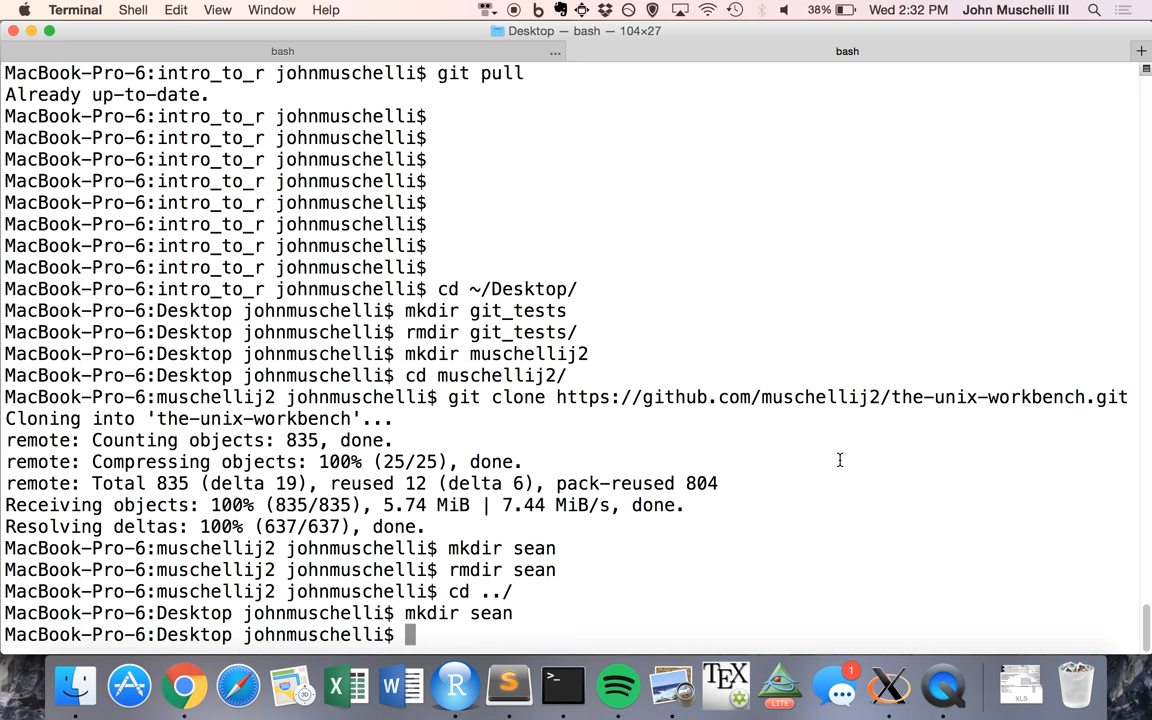 Terminal Shell Edit View Window Help 38% Wed 2:32 PM John Muschelli III
Desktop — bash — 104×27
bash ... bash +
MacBook-Pro-6:intro_to_r johnmuschelli$ git pull
Already up-to-date.
MacBook-Pro-6:intro_to_r johnmuschelli$
MacBook-Pro-6:intro_to_r johnmuschelli$
MacBook-Pro-6:intro_to_r johnmuschelli$
MacBook-Pro-6:intro_to_r johnmuschelli$
MacBook-Pro-6:intro_to_r johnmuschelli$
MacBook-Pro-6:intro_to_r johnmuschelli$
MacBook-Pro-6:intro_to_r johnmuschelli$
MacBook-Pro-6:intro_to_r johnmuschelli$
MacBook-Pro-6:intro_to_r johnmuschelli$ cd ~/Desktop/
MacBook-Pro-6:Desktop johnmuschelli$ mkdir git_tests
MacBook-Pro-6:Desktop johnmuschelli$ rmdir git_tests/
MacBook-Pro-6:Desktop johnmuschelli$ mkdir muschellij2
MacBook-Pro-6:Desktop johnmuschelli$ cd muschellij2/
MacBook-Pro-6:muschellij2 johnmuschelli$ git clone https://github.com/muschellij2/the-unix-workbench.git
Cloning into 'the-unix-workbench'...
remote: Counting objects: 835, done.
remote: Compressing objects: 100% (25/25), done.
remote: Total 835 (delta 19), reused 12 (delta 6), pack-reused 804
Receiving objects: 100% (835/835), 5.74 MiB | 7.44 MiB/s, done.
Resolving deltas: 100% (637/637), done.
MacBook-Pro-6:muschellij2 johnmuschelli$ mkdir sean
MacBook-Pro-6:muschellij2 johnmuschelli$ rmdir sean
MacBook-Pro-6:muschellij2 johnmuschelli$ cd ../
MacBook-Pro-6:Desktop johnmuschelli$ mkdir sean
MacBook-Pro-6:Desktop johnmuschelli$
3D X W R S >_ TEX LITE 1 X XLS